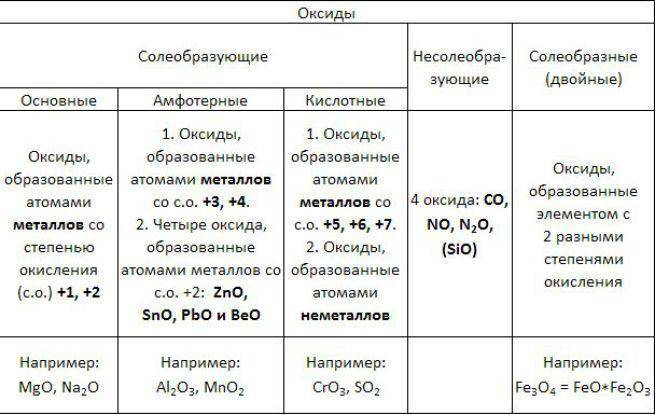 Оксиды
Солеобразующие
Несолеобра-
зующие
Солеобразные
(двойные)
Основные
Амфотерные
Кислотные
Оксиды,
образованные
атомами
металлов со
степенью
окисления
(с.о.) +1, +2
1. Оксиды,
образованные
атомами металлов
со с.о. +3, +4.
2. Четыре оксида,
образованные
атомами металлов со
с.о. +2: ZnO,
SnO, PbO и BeO
1. Оксиды,
образованные
атомами
металлов со
с.о. +5, +6, +7.
2. Оксиды,
образованные
атомами
неметаллов
4 оксида: CO,
NO, N₂O,
(SiO)
Оксиды,
образованные
элементом с
2 разными
степенями
окисления
Например:
MgO, Na₂O
Например:
Al₂O₃, MnO₂
Например:
CrO₃, SO₂
Например:
Fe₃O₄ = FeO*Fe₂O₃